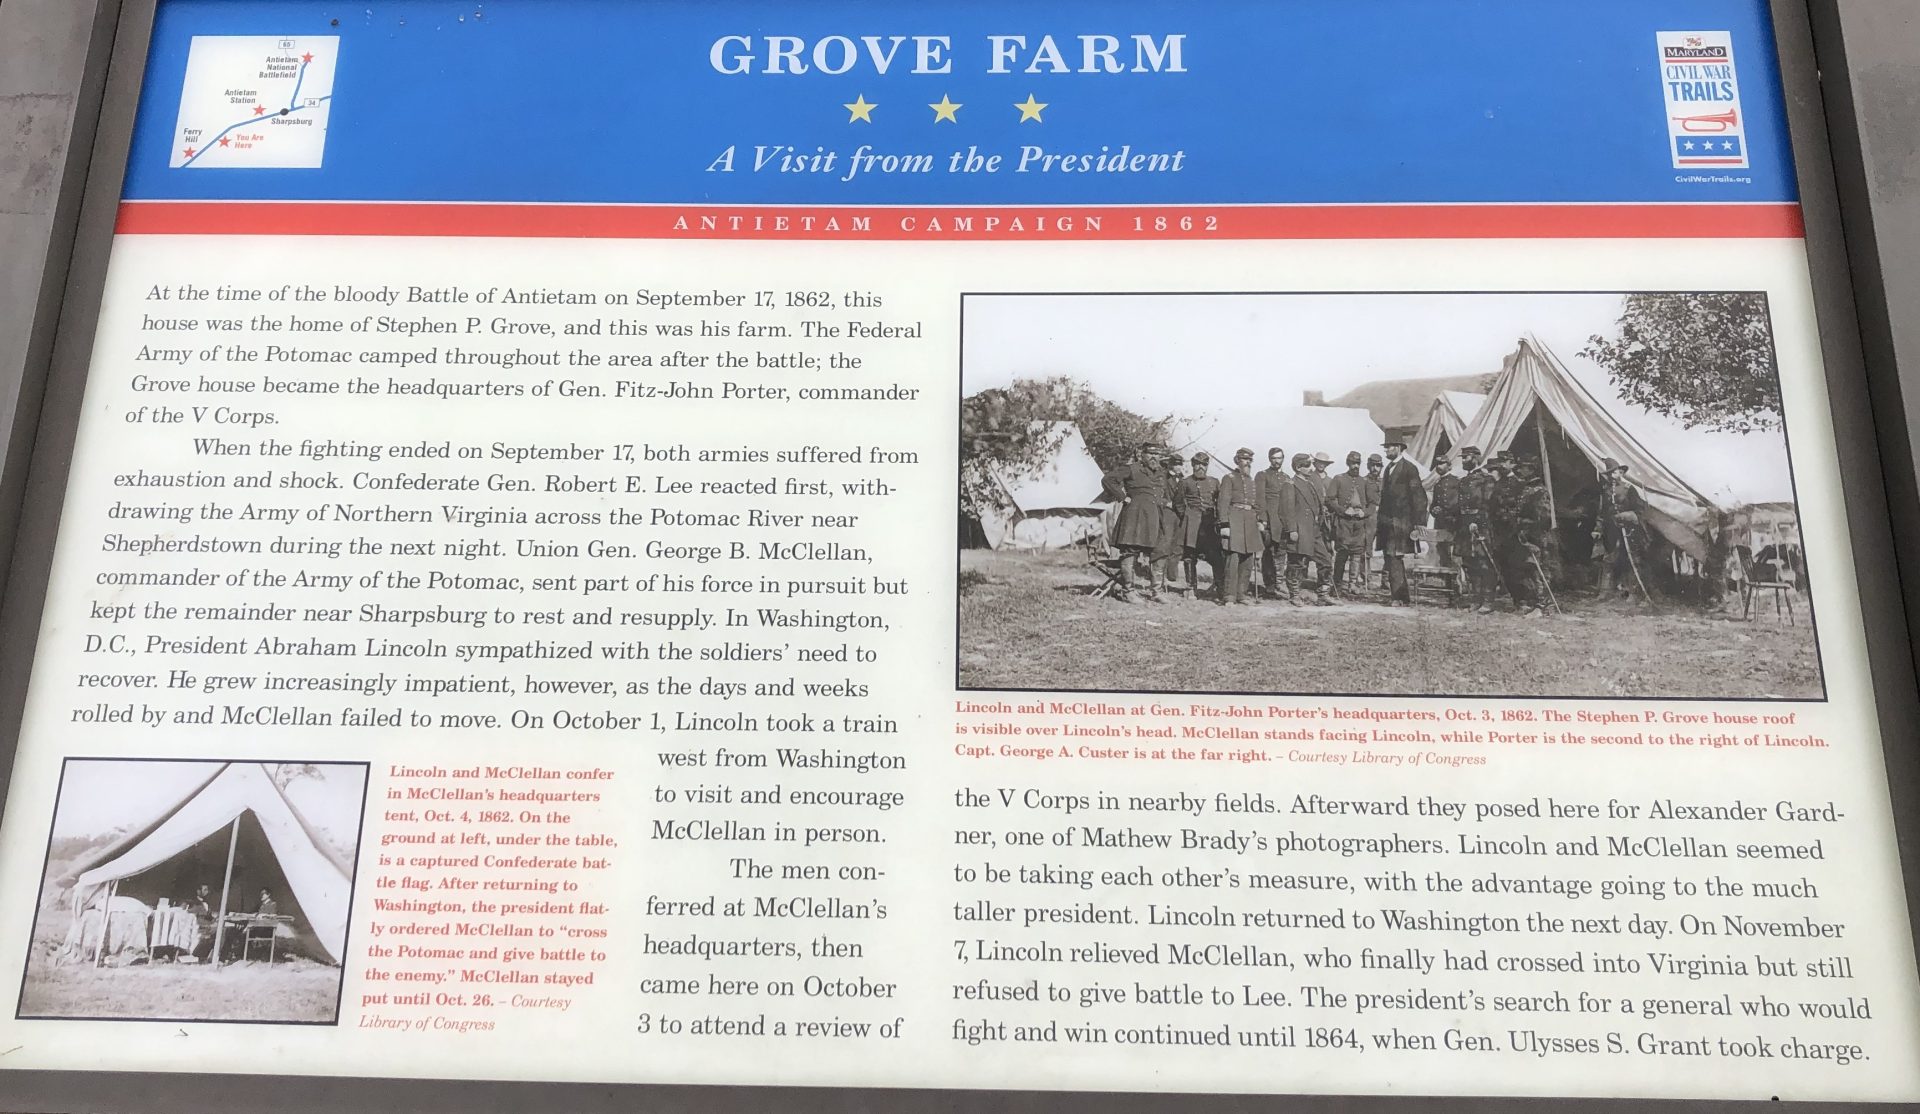 GROVE FARM
A Visit from the President
ANTIETAM CAMPAIGN 1862
65
Antietam
National
Battlefield
Antietam
Station
34
Sharpsburg
Ferry
Hill
You Are
Here
MARYLAND
CIVIL WAR
TRAILS
CivilWarTrails.org
At the time of the bloody Battle of Antietam on September 17, 1862, this
house was the home of Stephen P. Grove, and this was his farm. The Federal
Army of the Potomac camped throughout the area after the battle; the
Grove house became the headquarters of Gen. Fitz-John Porter, commander
of the V Corps.
When the fighting ended on September 17, both armies suffered from
exhaustion and shock. Confederate Gen. Robert E. Lee reacted first, with-
drawing the Army of Northern Virginia across the Potomac River near
Shepherdstown during the next night. Union Gen. George B. McClellan,
commander of the Army of the Potomac, sent part of his force in pursuit but
kept the remainder near Sharpsburg to rest and resupply. In Washington,
D.C., President Abraham Lincoln sympathized with the soldiers' need to
recover. He grew increasingly impatient, however, as the days and weeks
rolled by and McClellan failed to move. On October 1, Lincoln took a train
west from Washington
to visit and encourage
McClellan in person.
The men con-
ferred at McClellan's
headquarters, then
came here on October
3 to attend a review of
Lincoln and McClellan confer
in McClellan's headquarters
tent, Oct. 4, 1862. On the
ground at left, under the table,
is a captured Confederate bat-
tle flag. After returning to
Washington, the president flat-
ly ordered McClellan to "cross
the Potomac and give battle to
the enemy." McClellan stayed
put until Oct. 26. – Courtesy
Library of Congress
Lincoln and McClellan at Gen. Fitz-John Porter's headquarters, Oct. 3, 1862. The Stephen P. Grove house roof
is visible over Lincoln's head. McClellan stands facing Lincoln, while Porter is the second to the right of Lincoln.
Capt. George A. Custer is at the far right. – Courtesy Library of Congress
the V Corps in nearby fields. Afterward they posed here for Alexander Gard-
ner, one of Mathew Brady's photographers. Lincoln and McClellan seemed
to be taking each other's measure, with the advantage going to the much
taller president. Lincoln returned to Washington the next day. On November
7, Lincoln relieved McClellan, who finally had crossed into Virginia but still
refused to give battle to Lee. The president's search for a general who would
fight and win continued until 1864, when Gen. Ulysses S. Grant took charge.